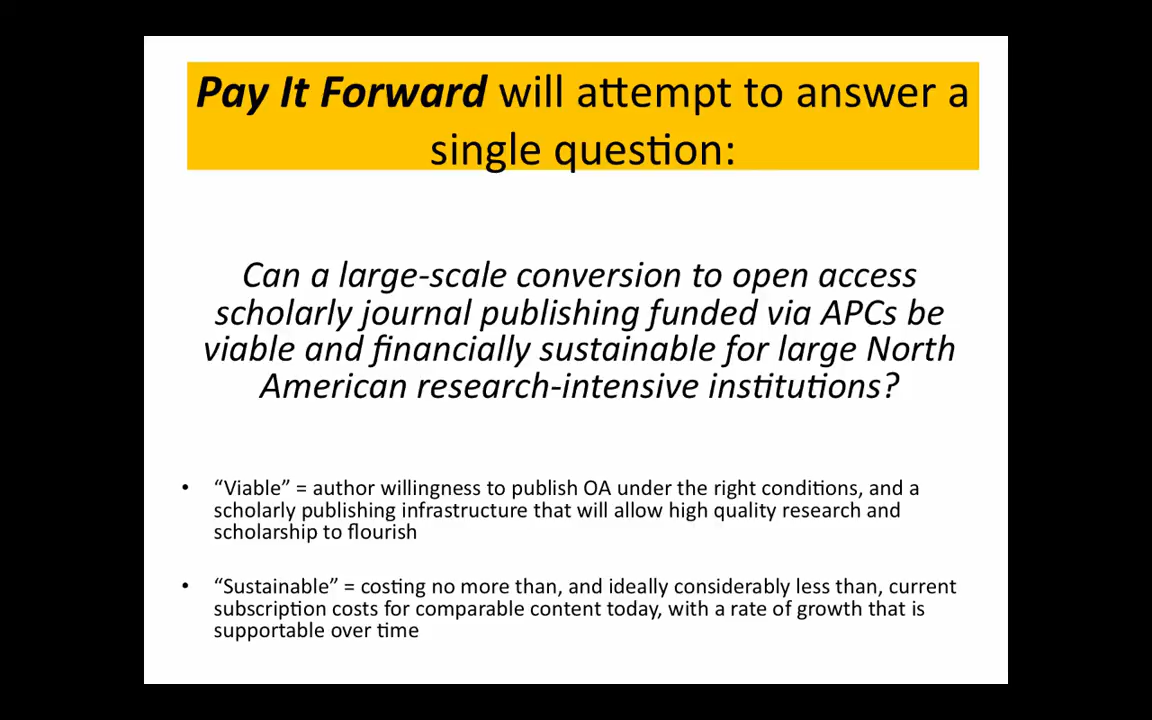 Pay It Forward will attempt to answer a
single question:
Can a large-scale conversion to open access
scholarly journal publishing funded via APCs be
viable and financially sustainable for large North
American research-intensive institutions?
• “Viable” = author willingness to publish OA under the right conditions, and a
scholarly publishing infrastructure that will allow high quality research and
scholarship to flourish
• “Sustainable” = costing no more than, and ideally considerably less than, current
subscription costs for comparable content today, with a rate of growth that is
supportable over time